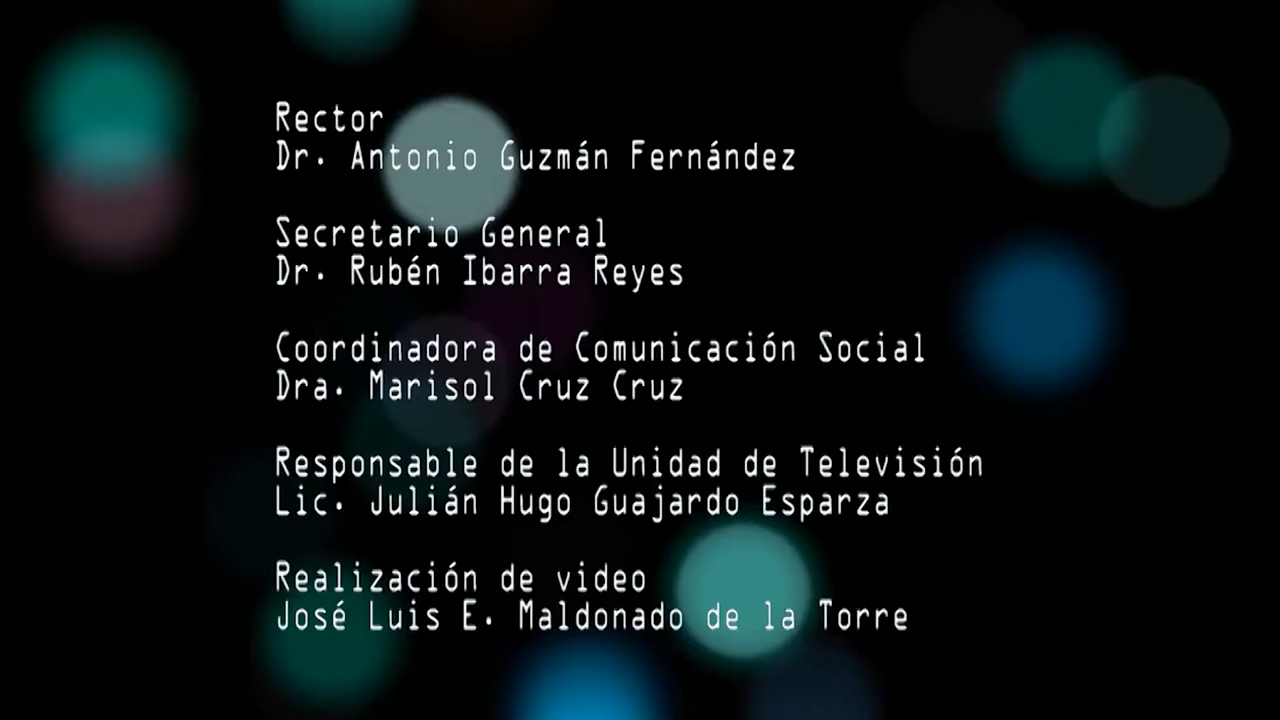 Rector
Dr. Antonio Guzmán Fernández
Secretario General
Dr. Rubén Ibarra Reyes
Coordinadora de Comunicación Social
Dra. Marisol Cruz Cruz
Responsable de la Unidad de Televisión
Lic. Julián Hugo Guajardo Esparza
Realización de video
José Luis E. Maldonado de la Torre